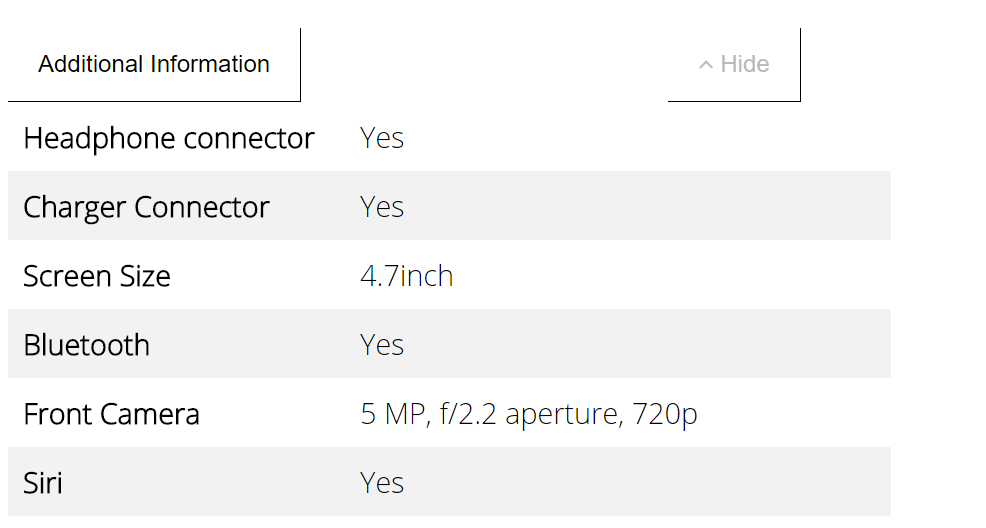 Additional Information
Hide
Headphone connector Yes
Charger Connector Yes
Screen Size 4.7inch
Bluetooth Yes
Front Camera 5 MP, f/2.2 aperture, 720p
Siri Yes